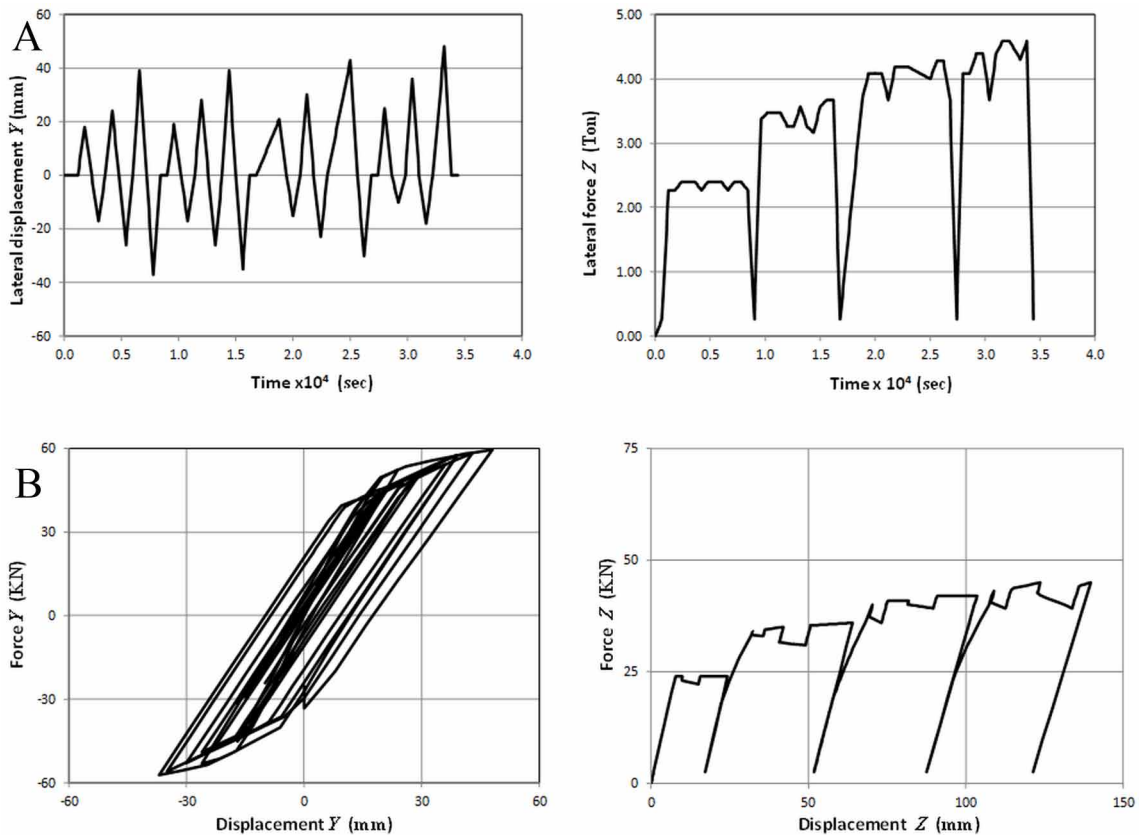 A
60
40
20
0
-20
-40
-60
Lateral displacement Y (mm)
0.0 0.5 1.0 1.5 2.0 2.5 3.0 3.5 4.0
Time x10⁴ (sec)
5.00
4.00
3.00
2.00
1.00
0.00
Lateral force Z (Ton)
0.0 0.5 1.0 1.5 2.0 2.5 3.0 3.5 4.0
Time x 10⁴ (sec)
B
60
30
0
-30
-60
Force Y (KN)
-60 -30 0 30 60
Displacement Y (mm)
75
50
25
0
Force Z (KN)
0 50 100 150
Displacement Z (mm)